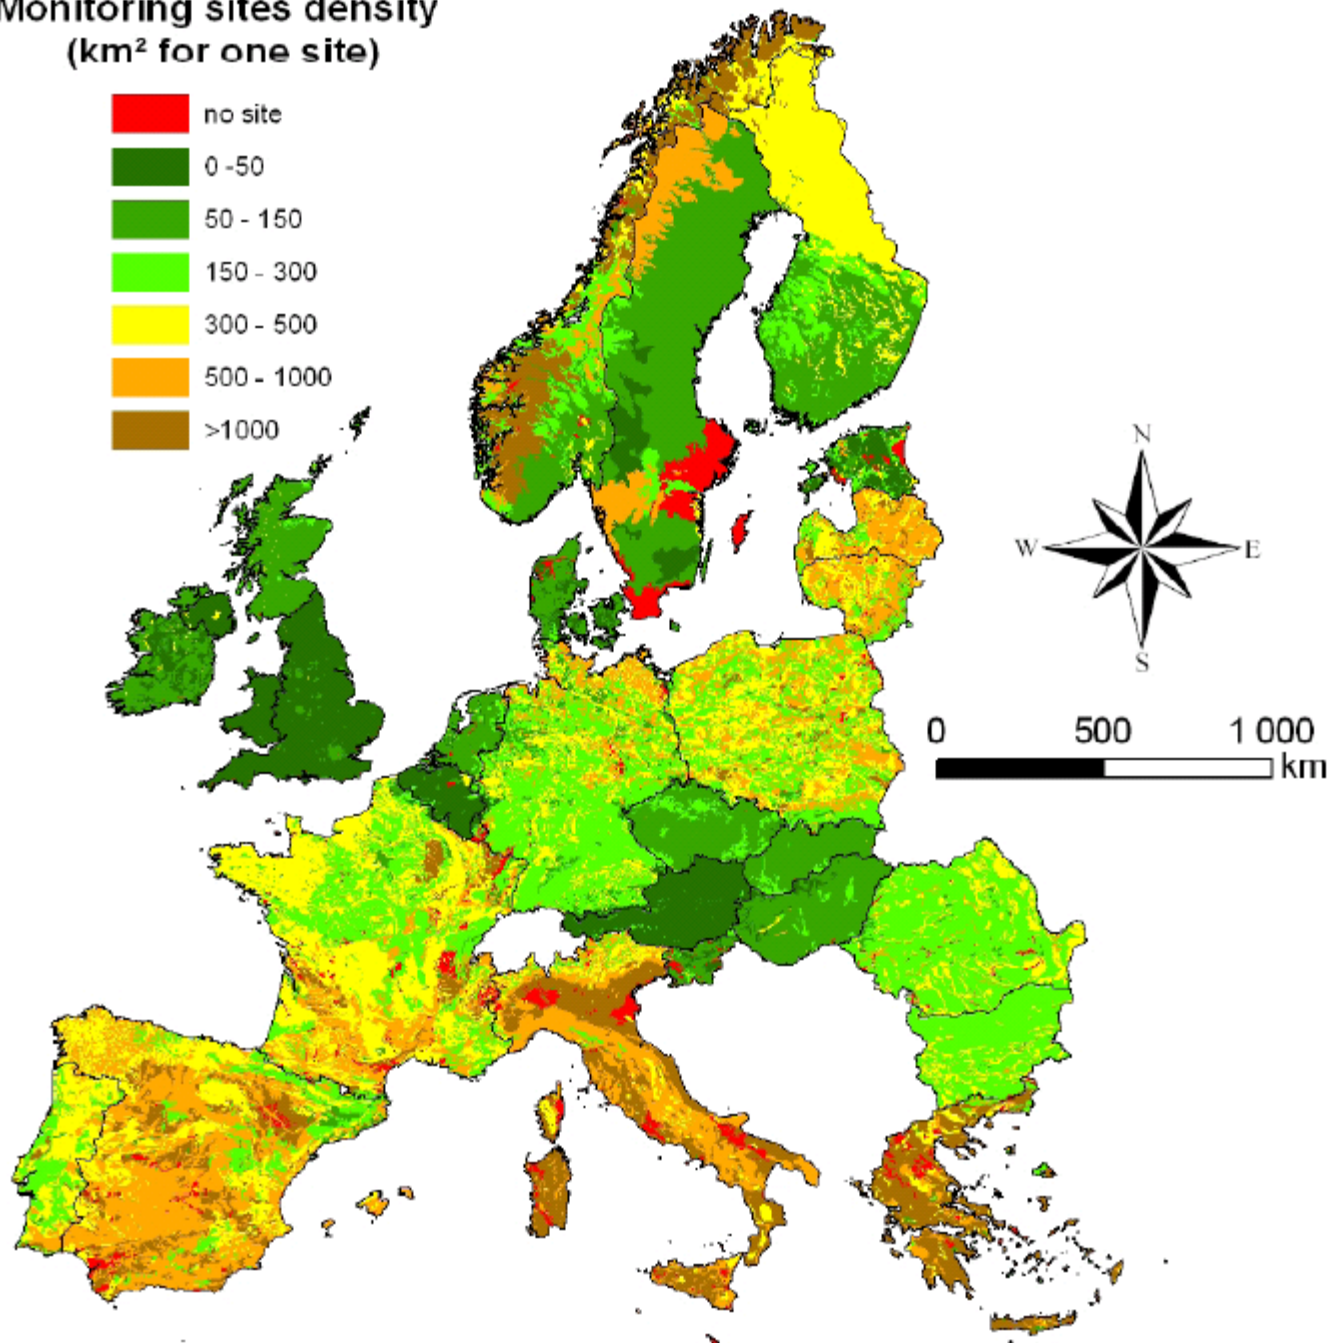 Monitoring sites density
(km² for one site)
no site
0 -50
50 - 150
150 - 300
300 - 500
500 - 1000
>1000
N
W E
S
0 500 1 000
km